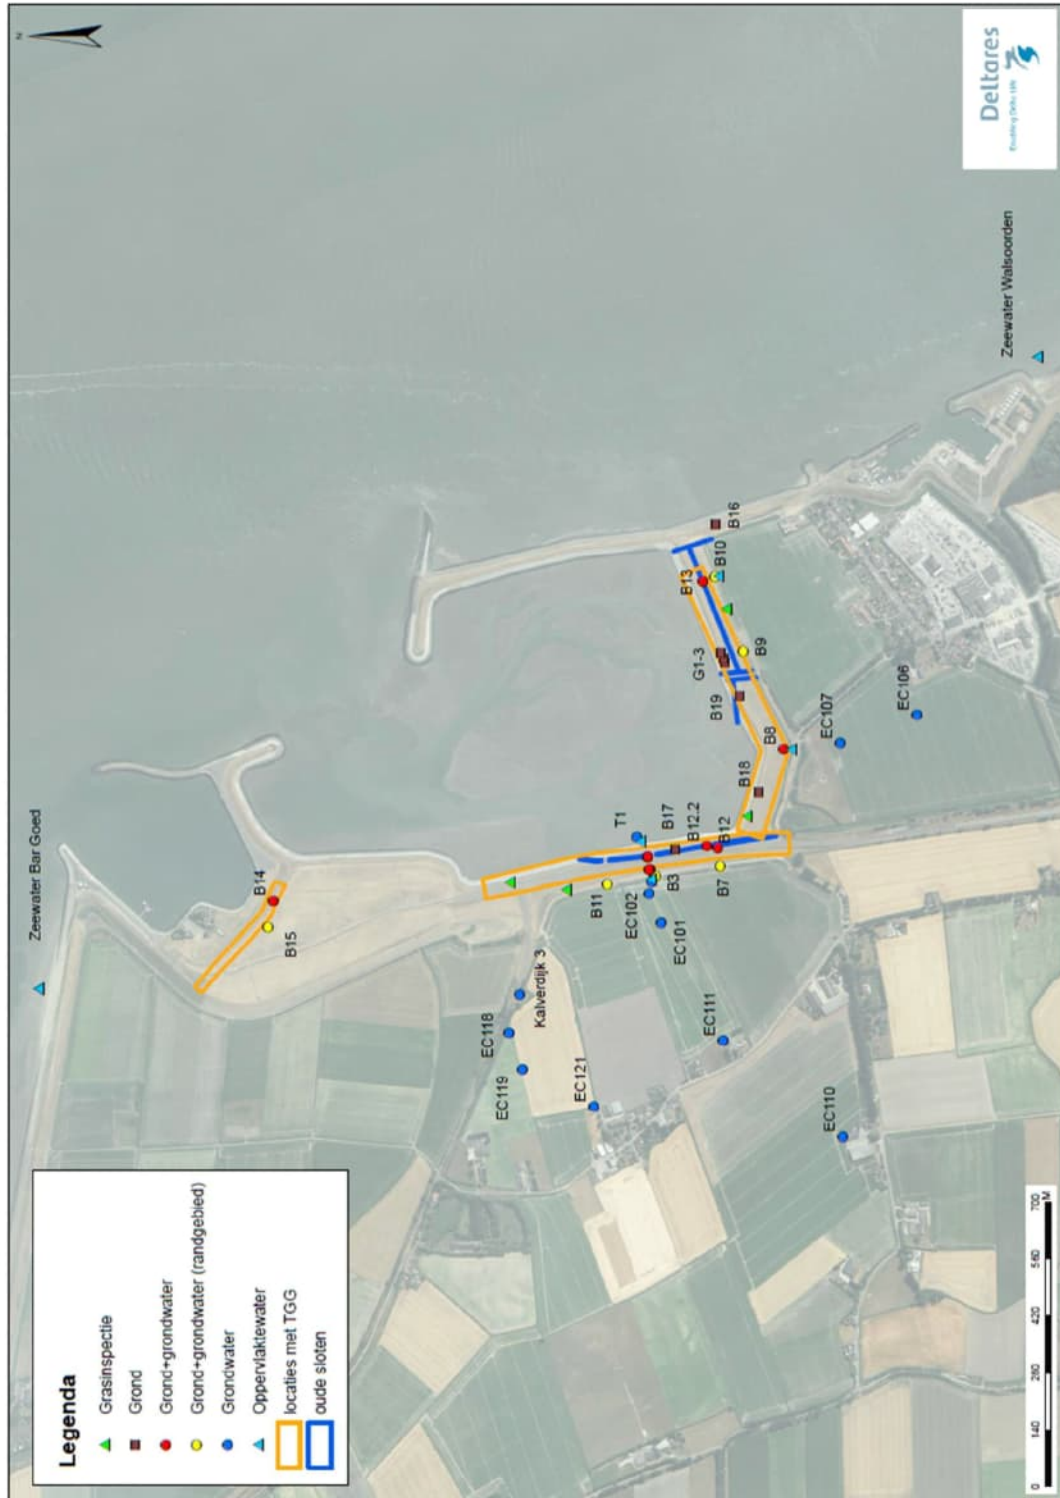 Legenda
Grasinspectie
Grond
Grond+grondwater
Grond+grondwater (randgebied)
Grondwater
Oppervlaktewater
locaties met TGG
oude sloten
Zeewater Bar Goed
B14
B15
Kalverdijk 3
EC118
EC119
EC121
EC111
EC110
EC101
EC102
B11
B3
B7
B12
B12.2
B17
T1
B18
B8
B19
G1-3
B9
B13
B10
B16
EC107
EC106
Zeewater Walsoorden
0 140 280 420 560 700
M
N
Deltares
Enabling Delta Life